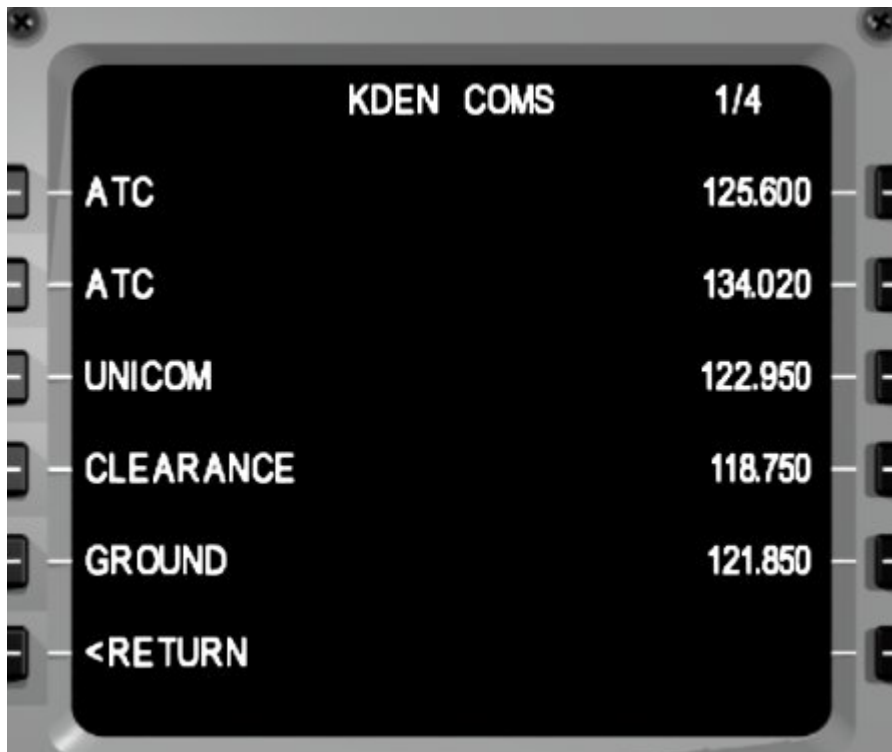 KDEN COMS 1/4
ATC 125.600
ATC 134.020
UNICOM 122.950
CLEARANCE 118.750
GROUND 121.850
<RETURN